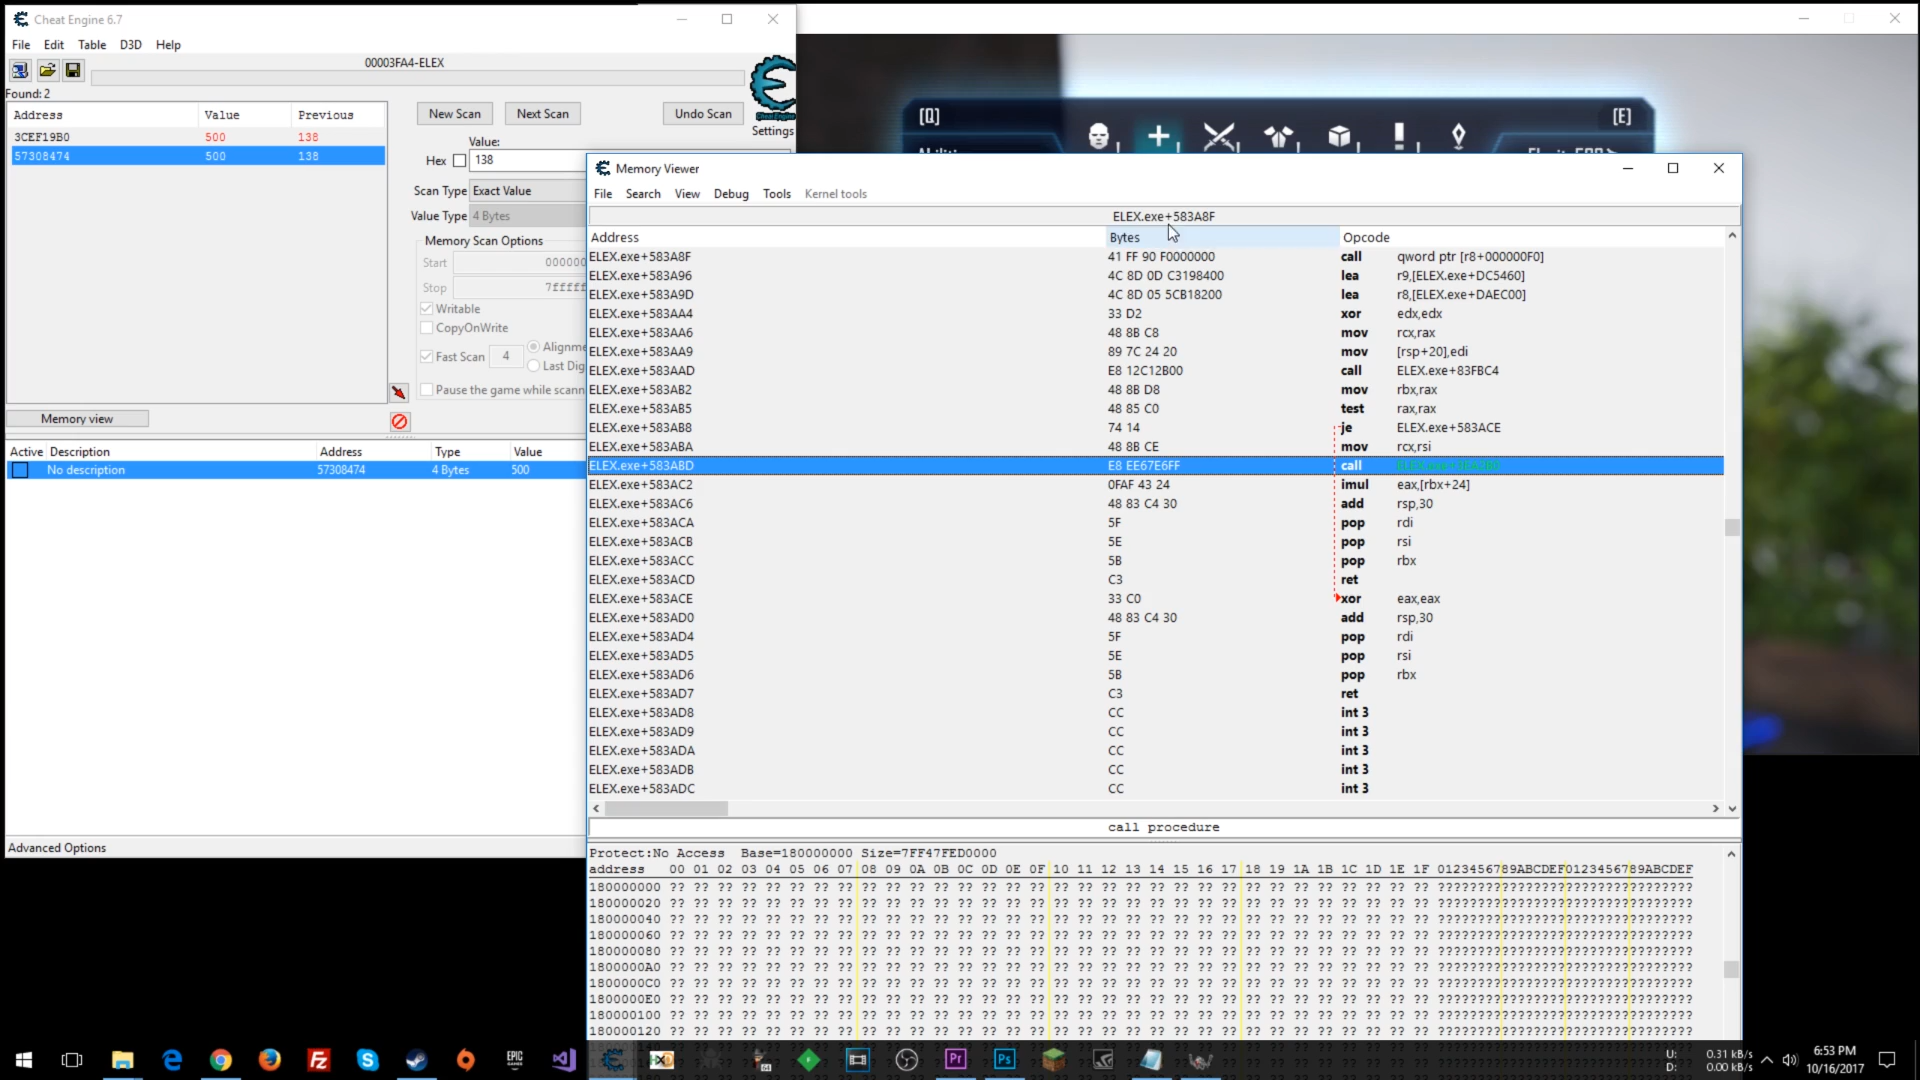 Cheat Engine 6.7
File Edit Table D3D Help
00003FA4-ELEX
Found: 2
Address Value Previous
3CEF19B0 500 138
57308474 500 138
New Scan Next Scan Undo Scan
Settings
Value:
Hex 138
Scan Type Exact Value
Value Type 4 Bytes
Memory Scan Options
Start 000000
Stop 7fffff
Writable
CopyOnWrite
Fast Scan 4 Alignme
Last Dig
Pause the game while scann
Memory view
Active Description Address Type Value
No description 57308474 4 Bytes 500
Advanced Options
[Q] [E]
Memory Viewer
File Search View Debug Tools Kernel tools
ELEX.exe+583A8F
Address Bytes Opcode
ELEX.exe+583A8F 41 FF 90 F0000000 call qword ptr [r8+000000F0]
ELEX.exe+583A96 4C 8D 0D C3198400 lea r9,[ELEX.exe+DC5460]
ELEX.exe+583A9D 4C 8D 05 5CB18200 lea r8,[ELEX.exe+DAEC00]
ELEX.exe+583AA4 33 D2 xor edx,edx
ELEX.exe+583AA6 48 8B C8 mov rcx,rax
ELEX.exe+583AA9 89 7C 24 20 mov [rsp+20],edi
ELEX.exe+583AAD E8 12C12B00 call ELEX.exe+83FBC4
ELEX.exe+583AB2 48 8B D8 mov rbx,rax
ELEX.exe+583AB5 48 85 C0 test rax,rax
ELEX.exe+583AB8 74 14 je ELEX.exe+583ACE
ELEX.exe+583ABA 48 8B CE mov rcx,rsi
ELEX.exe+583ABD E8 EE67E6FF call
ELEX.exe+583AC2 0FAF 43 24 imul eax,[rbx+24]
ELEX.exe+583AC6 48 83 C4 30 add rsp,30
ELEX.exe+583ACA 5F pop rdi
ELEX.exe+583ACB 5E pop rsi
ELEX.exe+583ACC 5B pop rbx
ELEX.exe+583ACD C3 ret
ELEX.exe+583ACE 33 C0 xor eax,eax
ELEX.exe+583AD0 48 83 C4 30 add rsp,30
ELEX.exe+583AD4 5F pop rdi
ELEX.exe+583AD5 5E pop rsi
ELEX.exe+583AD6 5B pop rbx
ELEX.exe+583AD7 C3 ret
ELEX.exe+583AD8 CC int 3
ELEX.exe+583AD9 CC int 3
ELEX.exe+583ADA CC int 3
ELEX.exe+583ADB CC int 3
ELEX.exe+583ADC CC int 3
call procedure
Protect:No Access Base=180000000 Size=7FF47FED0000
address 00 01 02 03 04 05 06 07 08 09 0A 0B 0C 0D 0E 0F 10 11 12 13 14 15 16 17 18 19 1A 1B 1C 1D 1E 1F 0123456789ABCDEF0123456789ABCDEF
180000000 ?? ?? ?? ?? ?? ?? ?? ?? ?? ?? ?? ?? ?? ?? ?? ?? ?? ?? ?? ?? ?? ?? ?? ?? ?? ?? ?? ?? ?? ?? ?? ?? ????????????????????????????????
180000020 ?? ?? ?? ?? ?? ?? ?? ?? ?? ?? ?? ?? ?? ?? ?? ?? ?? ?? ?? ?? ?? ?? ?? ?? ?? ?? ?? ?? ?? ?? ?? ?? ????????????????????????????????
180000040 ?? ?? ?? ?? ?? ?? ?? ?? ?? ?? ?? ?? ?? ?? ?? ?? ?? ?? ?? ?? ?? ?? ?? ?? ?? ?? ?? ?? ?? ?? ?? ?? ????????????????????????????????
180000060 ?? ?? ?? ?? ?? ?? ?? ?? ?? ?? ?? ?? ?? ?? ?? ?? ?? ?? ?? ?? ?? ?? ?? ?? ?? ?? ?? ?? ?? ?? ?? ?? ????????????????????????????????
180000080 ?? ?? ?? ?? ?? ?? ?? ?? ?? ?? ?? ?? ?? ?? ?? ?? ?? ?? ?? ?? ?? ?? ?? ?? ?? ?? ?? ?? ?? ?? ?? ?? ????????????????????????????????
1800000A0 ?? ?? ?? ?? ?? ?? ?? ?? ?? ?? ?? ?? ?? ?? ?? ?? ?? ?? ?? ?? ?? ?? ?? ?? ?? ?? ?? ?? ?? ?? ?? ?? ????????????????????????????????
1800000C0 ?? ?? ?? ?? ?? ?? ?? ?? ?? ?? ?? ?? ?? ?? ?? ?? ?? ?? ?? ?? ?? ?? ?? ?? ?? ?? ?? ?? ?? ?? ?? ?? ????????????????????????????????
1800000E0 ?? ?? ?? ?? ?? ?? ?? ?? ?? ?? ?? ?? ?? ?? ?? ?? ?? ?? ?? ?? ?? ?? ?? ?? ?? ?? ?? ?? ?? ?? ?? ?? ????????????????????????????????
180000100 ?? ?? ?? ?? ?? ?? ?? ?? ?? ?? ?? ?? ?? ?? ?? ?? ?? ?? ?? ?? ?? ?? ?? ?? ?? ?? ?? ?? ?? ?? ?? ?? ????????????????????????????????
180000120 ?? ?? ?? ?? ?? ?? ?? ?? ?? ?? ?? ?? ?? ?? ?? ?? ?? ?? ?? ?? ?? ?? ?? ?? ?? ?? ?? ?? ?? ?? ?? ?? ????????????????????????????????
EPIC GAMES
Pr
Ps
U: 0.31 kB/s
D: 0.00 kB/s
6:53 PM
10/16/2017